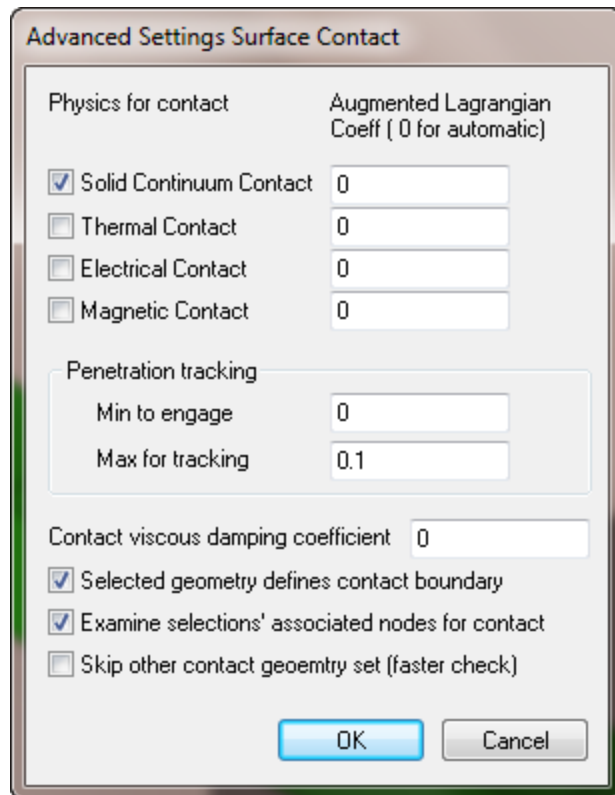 Advanced Settings Surface Contact
Physics for contact
Augmented Lagrangian
Coeff ( 0 for automatic)
Solid Continuum Contact 0
Thermal Contact 0
Electrical Contact 0
Magnetic Contact 0
Penetration tracking
Min to engage 0
Max for tracking 0.1
Contact viscous damping coefficient 0
Selected geometry defines contact boundary
Examine selections' associated nodes for contact
Skip other contact geoemtry set (faster check)
OK Cancel